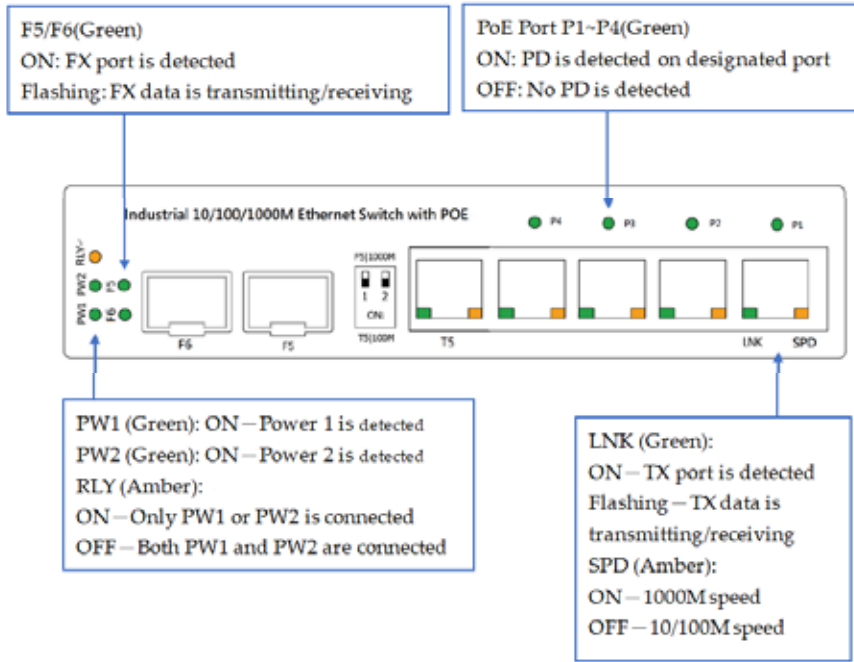 F5/F6(Green)
ON: FX port is detected
Flashing: FX data is transmitting/receiving
PoE Port P1~P4(Green)
ON: PD is detected on designated port
OFF: No PD is detected
Industrial 10/100/1000M Ethernet Switch with POE
P4
P3
P2
P1
RLY~
PW2
F5
PW1
F6
F5(1000M
1 2
ON↓
T5(100M
F6
F5
T5
LNK
SPD
PW1 (Green): ON—Power 1 is detected
PW2 (Green): ON—Power 2 is detected
RLY (Amber):
ON—Only PW1 or PW2 is connected
OFF—Both PW1 and PW2 are connected
LNK (Green):
ON—TX port is detected
Flashing—TX data is
transmitting/receiving
SPD (Amber):
ON—1000M speed
OFF—10/100M speed